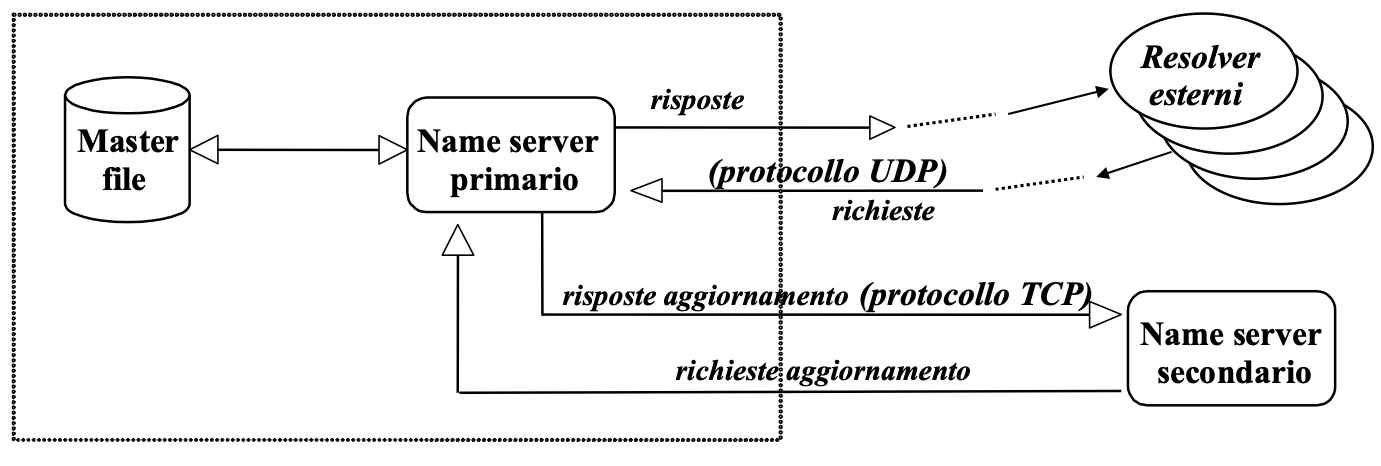 Master
file
Name server
primario
risposte
(protocollo UDP)
richieste
Resolver
esterni
risposte aggiornamento (protocollo TCP)
richieste aggiornamento
Name server
secondario